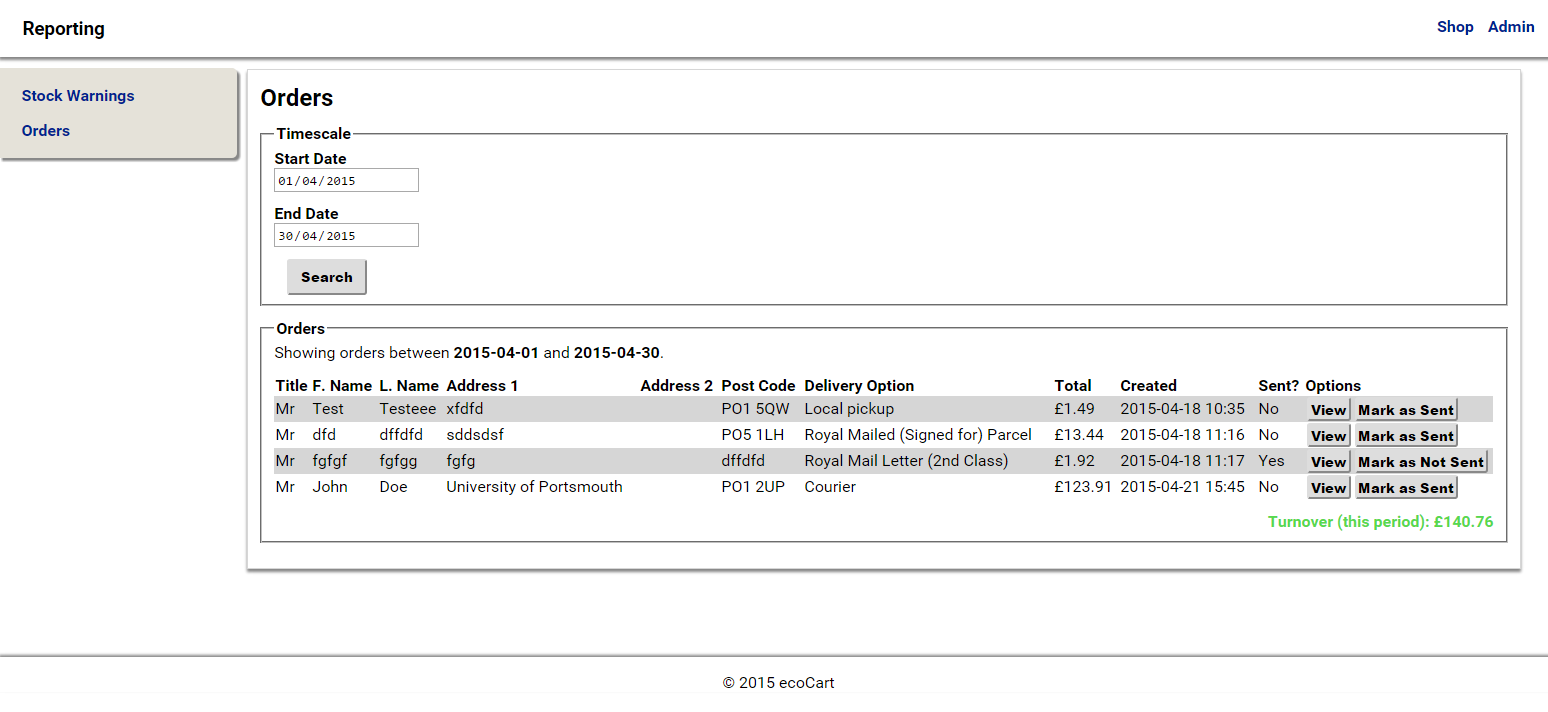 Reporting
Shop Admin
Stock Warnings
Orders
Orders
Timescale
Start Date
01/04/2015
End Date
30/04/2015
Search
Orders
Showing orders between 2015-04-01 and 2015-04-30.
Title F. Name L. Name Address 1 Address 2 Post Code Delivery Option Total Created Sent? Options
Mr Test Testeee xfdfd PO1 5QW Local pickup £1.49 2015-04-18 10:35 No View Mark as Sent
Mr dfd dffdfd sddsdsf PO5 1LH Royal Mailed (Signed for) Parcel £13.44 2015-04-18 11:16 No View Mark as Sent
Mr fgfgf fgfgg fgfg dffdfd Royal Mail Letter (2nd Class) £1.92 2015-04-18 11:17 Yes View Mark as Not Sent
Mr John Doe University of Portsmouth PO1 2UP Courier £123.91 2015-04-21 15:45 No View Mark as Sent
Turnover (this period): £140.76
© 2015 ecoCart